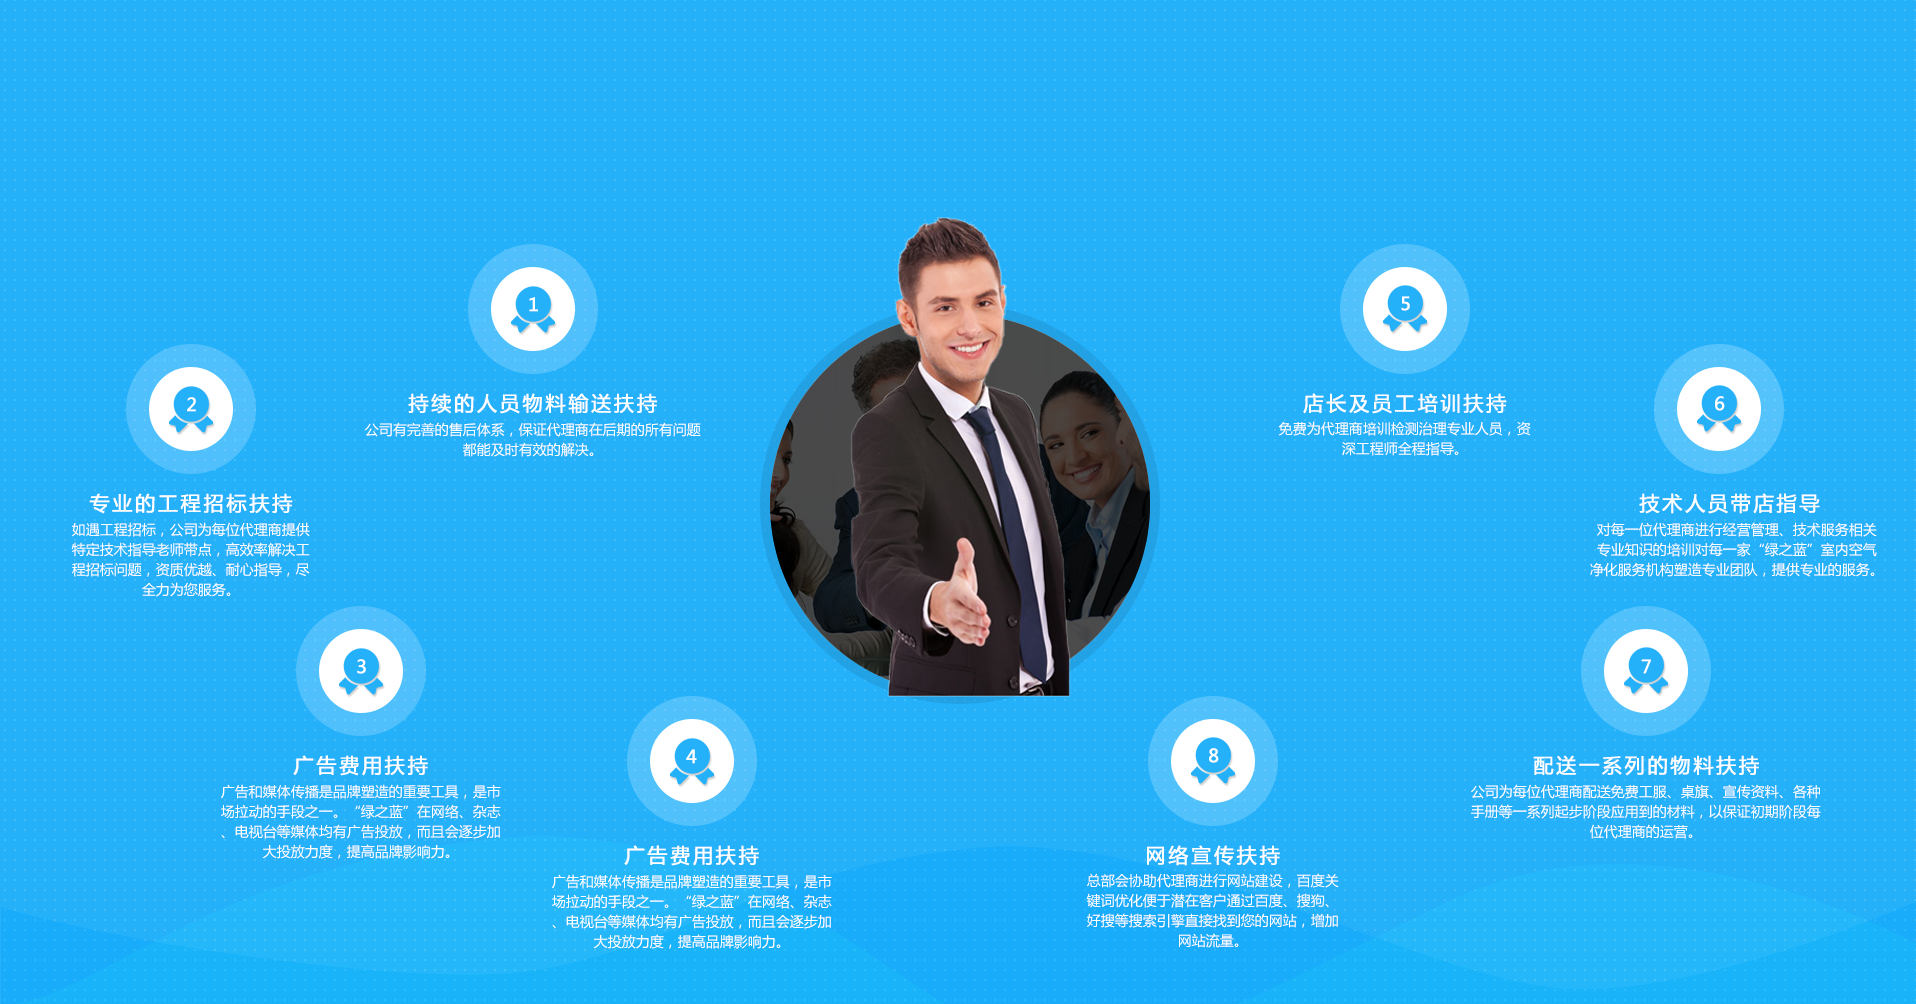 1
持续的人员物料输送扶持
公司有完善的售后体系，保证代理商在后期的所有问题
都能及时有效的解决。
2
专业的工程招标扶持
如遇工程招标，公司为每位代理商提供
特定技术指导老师带点，高效率解决工
程招标问题，资质优越、耐心指导，尽
全力为您服务。
3
广告费用扶持
广告和媒体传播是品牌塑造的重要工具，是市
场拉动的手段之一。“绿之蓝”在网络、杂志
、电视台等媒体均有广告投放，而且会逐步加
大投放力度，提高品牌影响力。
4
广告费用扶持
广告和媒体传播是品牌塑造的重要工具，是市
场拉动的手段之一。“绿之蓝”在网络、杂志
、电视台等媒体均有广告投放，而且会逐步加
大投放力度，提高品牌影响力。
5
店长及员工培训扶持
免费为代理商培训检测治理专业人员，资
深工程师全程指导。
6
技术人员带店指导
对每一位代理商进行经营管理、技术服务相关
专业知识的培训对每一家“绿之蓝”室内空气
净化服务机构塑造专业团队，提供专业的服务。
7
配送一系列的物料扶持
公司为每位代理商配送免费工服、桌旗、宣传资料、各种
手册等一系列起步阶段应用到的材料，以保证初期阶段每
位代理商的运营。
8
网络宣传扶持
总部会协助代理商进行网站建设，百度关
键词优化便于潜在客户通过百度、搜狗、
好搜等搜索引擎直接找到您的网站，增加
网站流量。